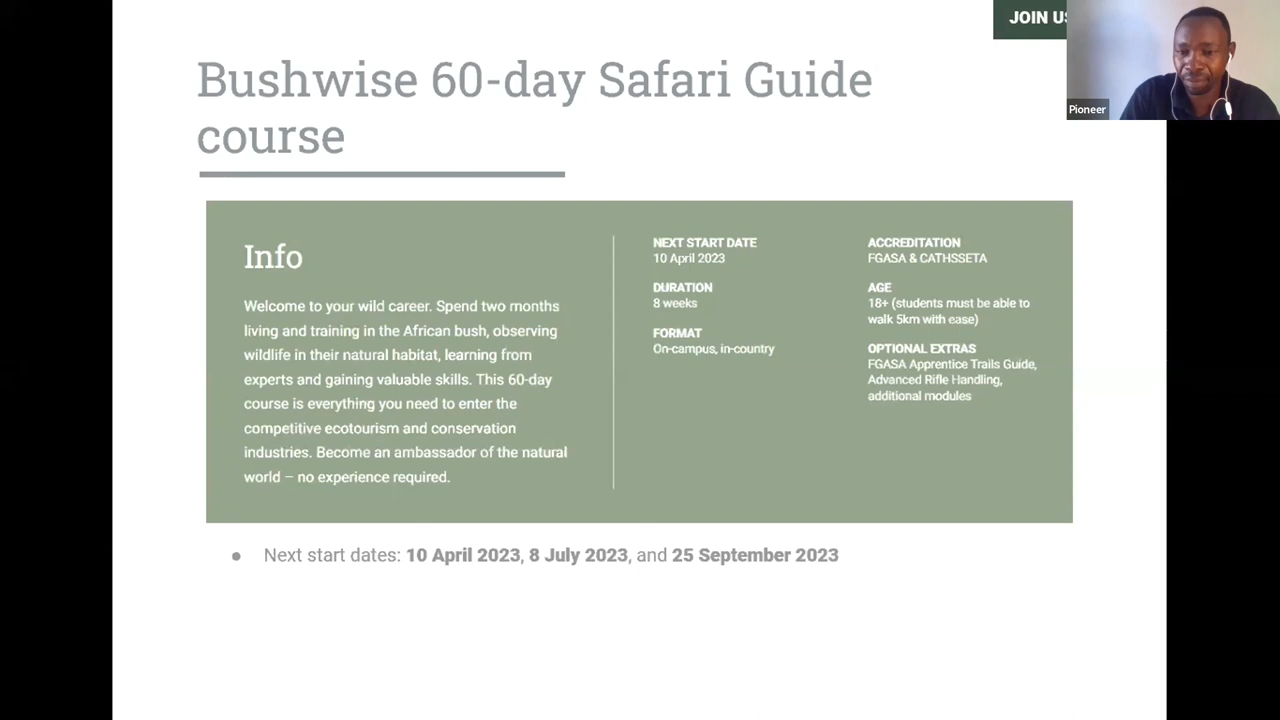 JOIN US
Pioneer
Bushwise 60-day Safari Guide
course
Info
Welcome to your wild career. Spend two months
living and training in the African bush, observing
wildlife in their natural habitat, learning from
experts and gaining valuable skills. This 60-day
course is everything you need to enter the
competitive ecotourism and conservation
industries. Become an ambassador of the natural
world – no experience required.
NEXT START DATE
10 April 2023
DURATION
8 weeks
FORMAT
On-campus, in-country
ACCREDITATION
FGASA & CATHSSETA
AGE
18+ (students must be able to
walk 5km with ease)
OPTIONAL EXTRAS
FGASA Apprentice Trails Guide,
Advanced Rifle Handling,
additional modules
● Next start dates: 10 April 2023, 8 July 2023, and 25 September 2023